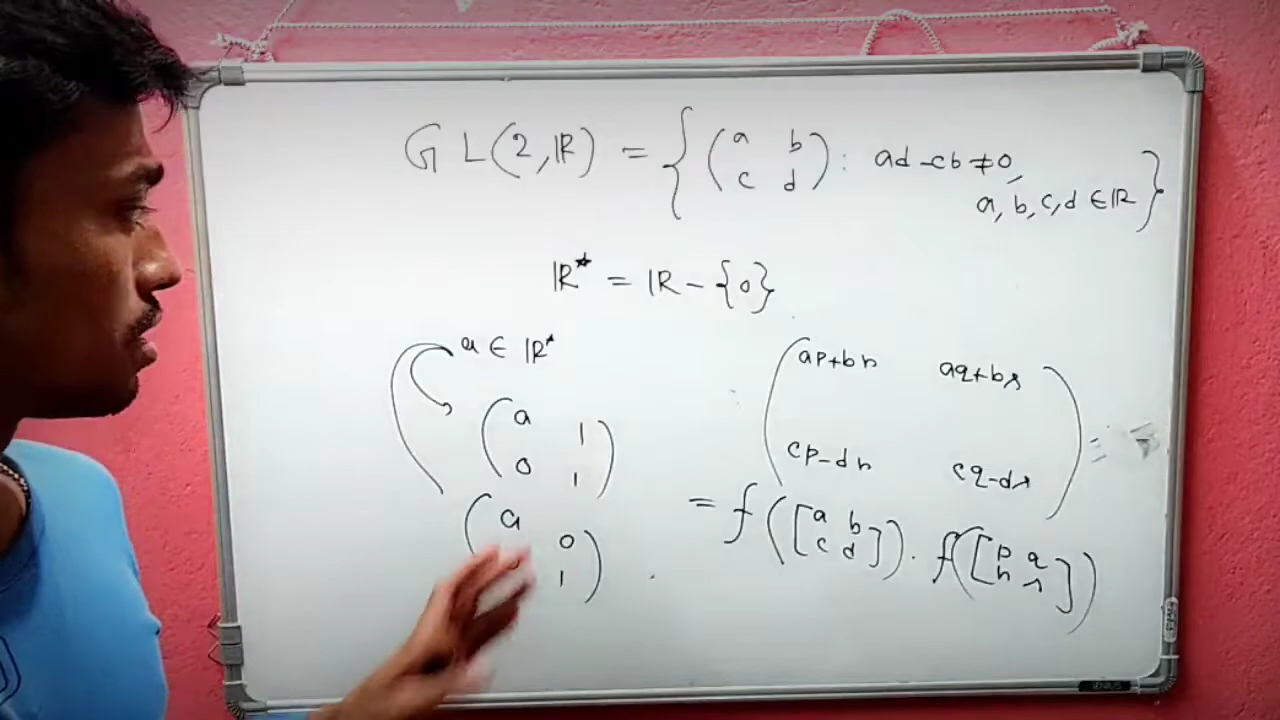 GL(2,ℝ) = { ( a b c d ) : ad-cb≠0, a, b, c, d ∈ ℝ }
ℝ* = ℝ - {0}
a ∈ ℝ*
( a 1 0 1 )
( a 0 1 )
( ap+br aq+bs cp-dr cq-ds ) =
= f([ a b c d ]) . f([ p q r s ])